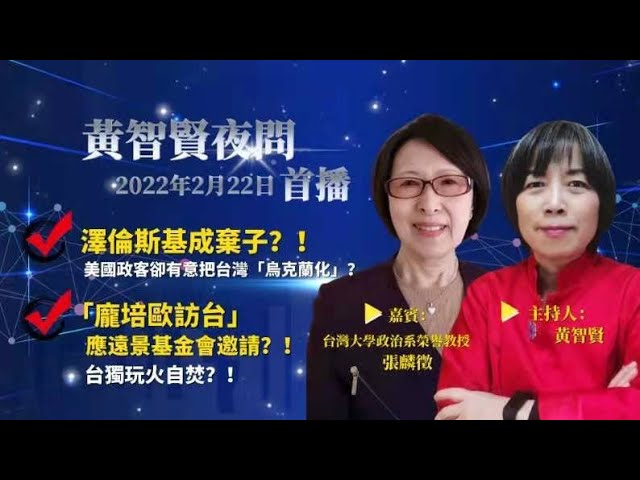 黃智賢夜問
2022年2月22日 首播
澤倫斯基成棄子？！
美國政客卻有意把台灣「烏克蘭化」？
「龐培歐訪台」
應遠景基金會邀請？！
台獨玩火自焚？！
嘉賓：
台灣大學政治系榮譽教授
張麟徵
主持人：
黃智賢